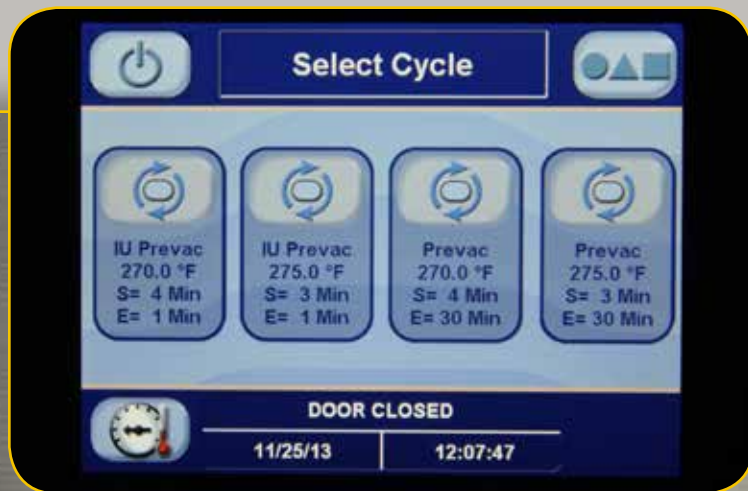 Select Cycle
IU Prevac
270.0 °F
S= 4 Min
E= 1 Min
IU Prevac
275.0 °F
S= 3 Min
E= 1 Min
Prevac
270.0 °F
S= 4 Min
E= 30 Min
Prevac
275.0 °F
S= 3 Min
E= 30 Min
DOOR CLOSED
11/25/13
12:07:47